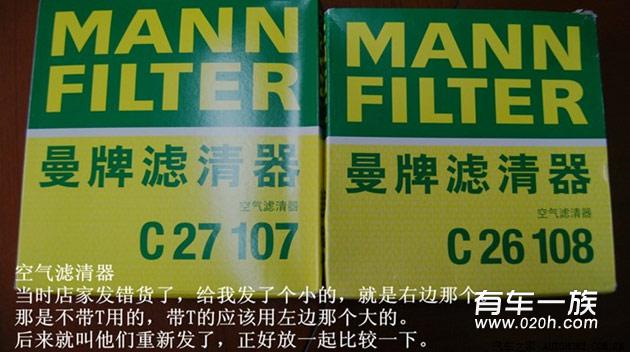 MANN
FILTER
曼牌滤清器
空气滤清器
C 27 107
MANN
FILTER
曼牌滤清器
空气滤清器
C 26 108
空气滤清器
当时店家发错货了，给我发了个小的，就是右边那个
那是不带T用的，带T的应该用左边那个大的。
后来就叫他们重新发了，正好放一起比较一下。
有车一族
www.020h.com